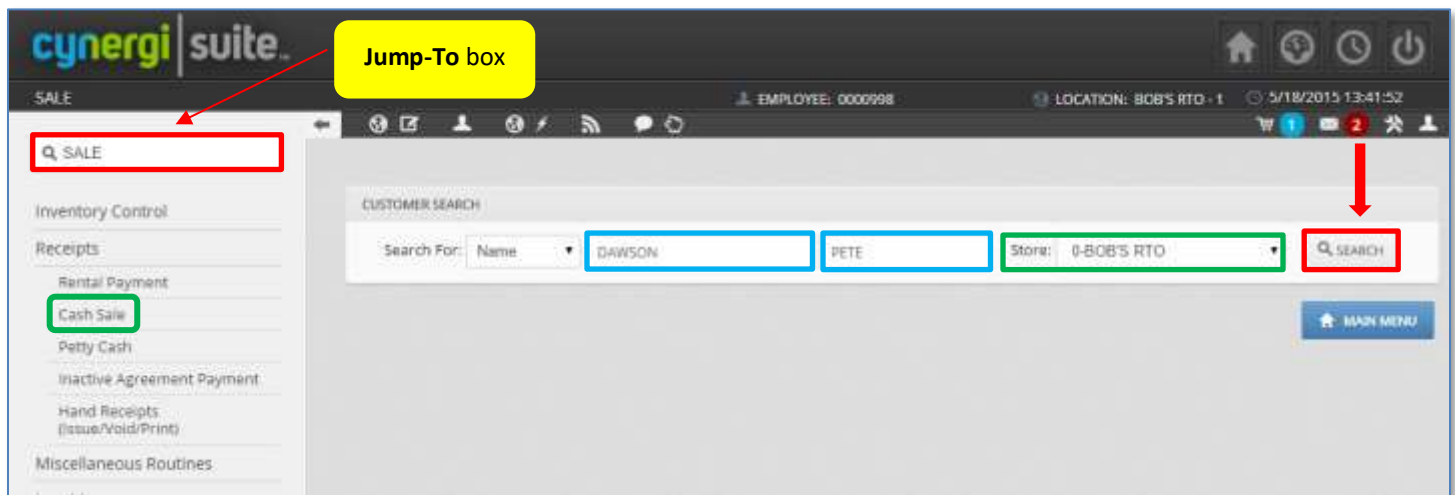 cynergi|suite™
Jump-To box
SALE
EMPLOYEE: 0000998
LOCATION: BOB'S RTO - 1
5/18/2015 13:41:52
1
2
SALE
Inventory Control
Receipts
Rental Payment
Cash Sale
Petty Cash
Inactive Agreement Payment
Hand Receipts
(Issue/Void/Print)
Miscellaneous Routines
CUSTOMER SEARCH
Search For: Name DAWSON PETE Store: 0-BOB'S RTO SEARCH
MAIN MENU